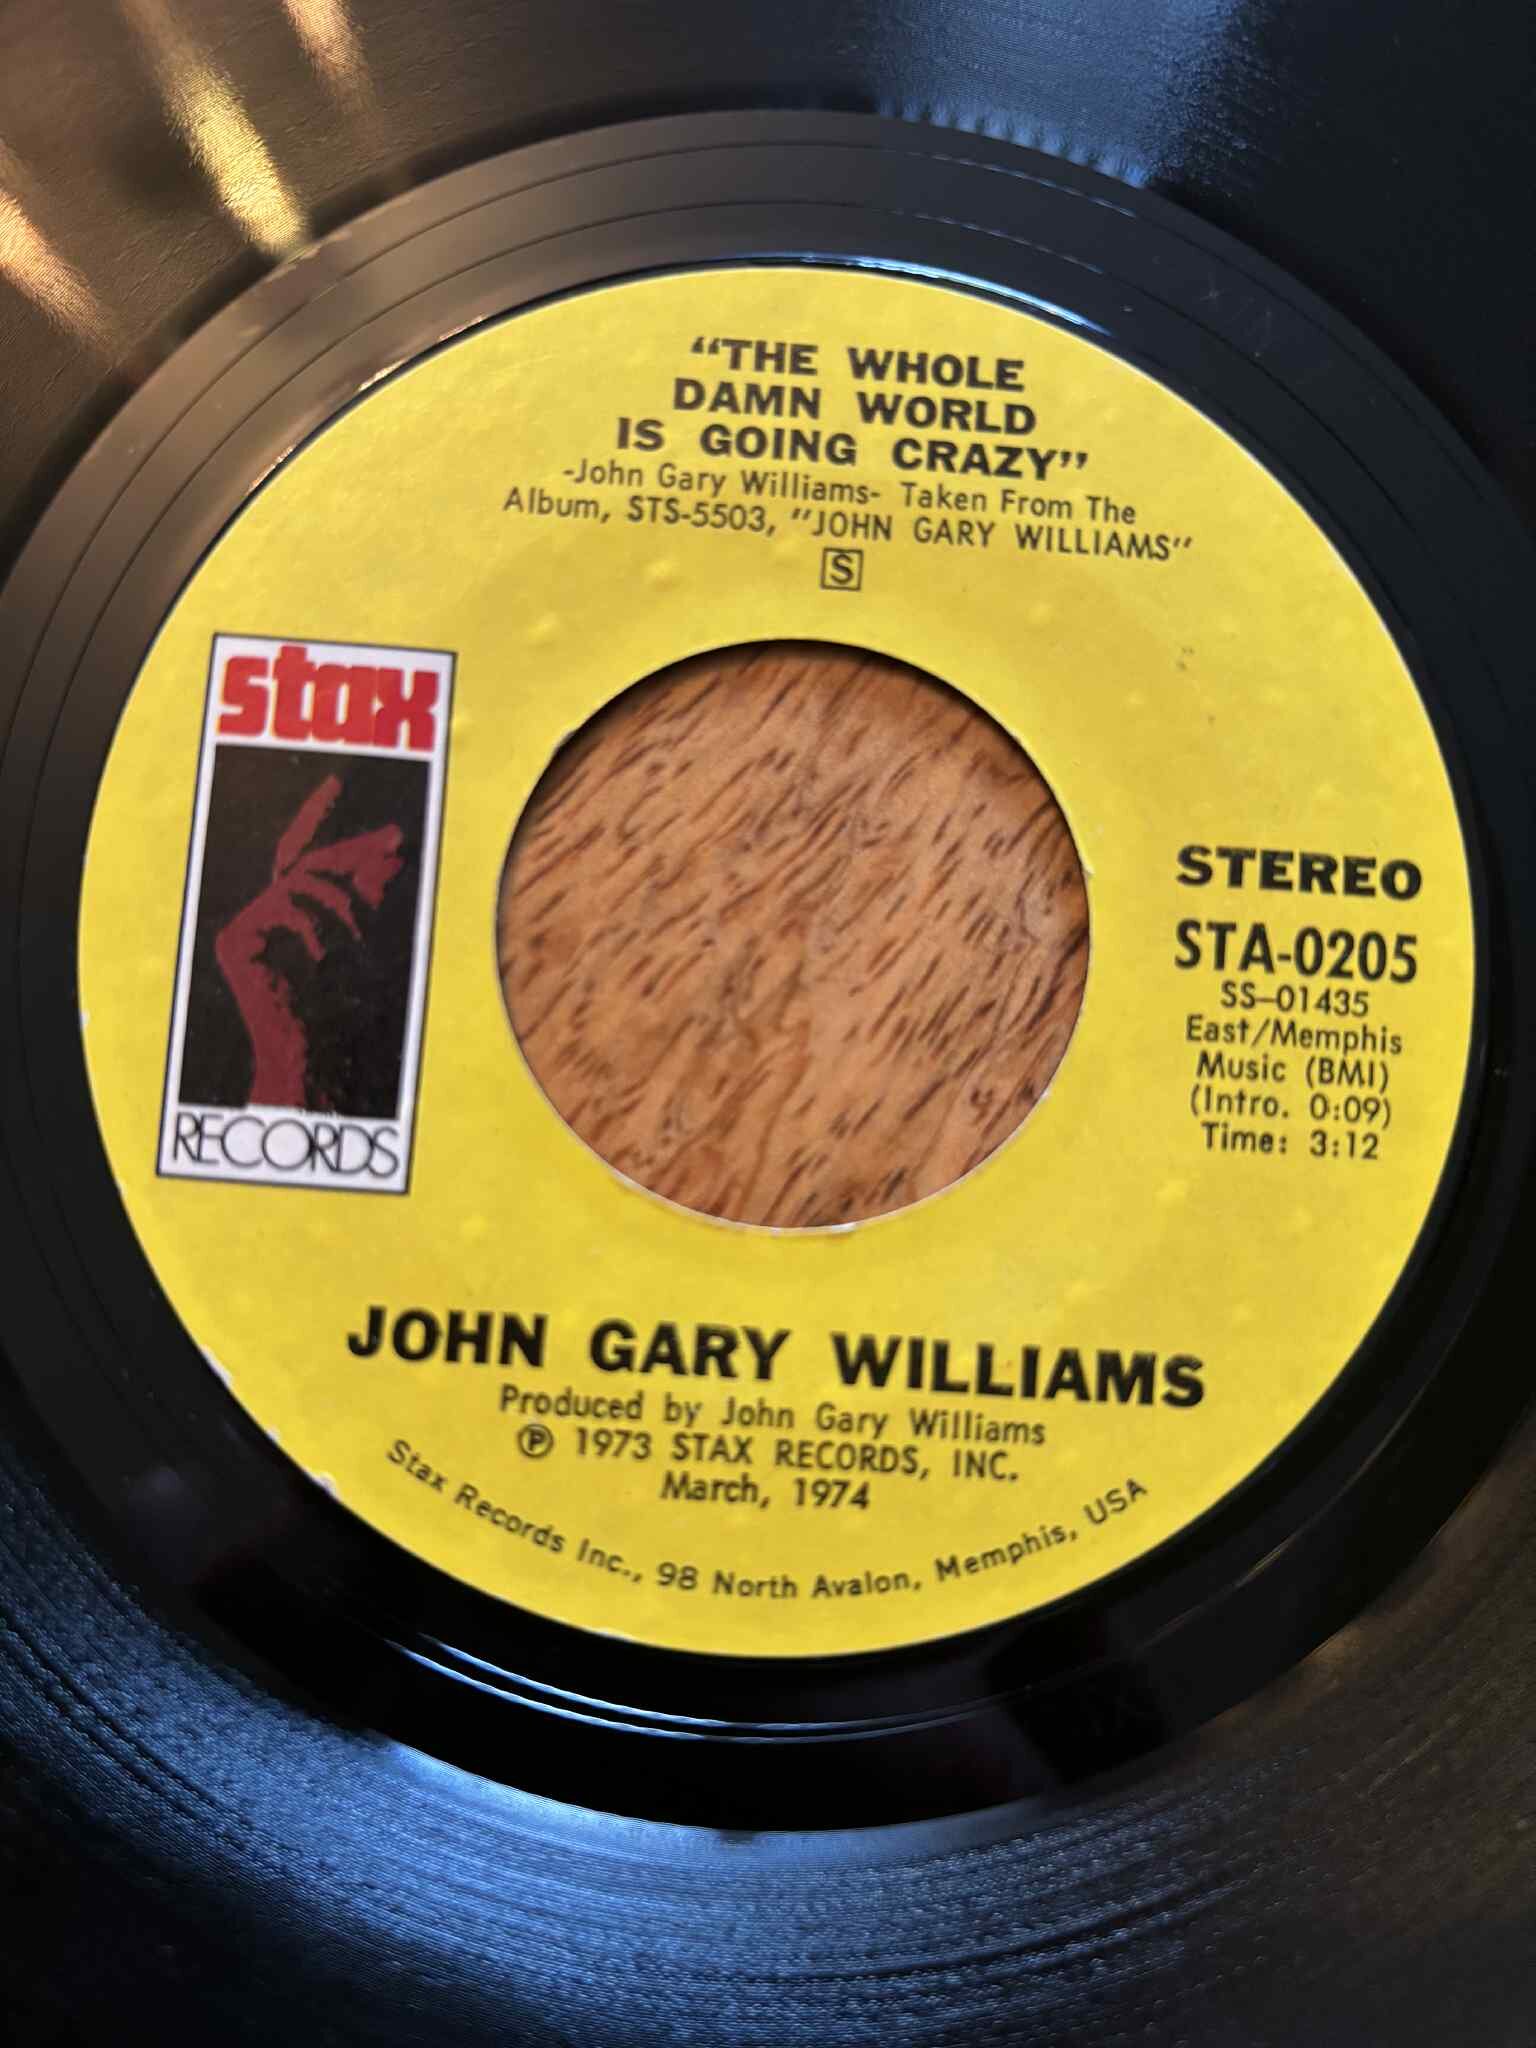 "THE WHOLE
DAMN WORLD
IS GOING CRAZY"
-John Gary Williams- Taken From The
Album, STS-5503, "JOHN GARY WILLIAMS"
S
stax
RECORDS
STEREO
STA-0205
SS-01435
East/Memphis
Music (BMI)
(Intro. 0:09)
Time: 3:12
JOHN GARY WILLIAMS
Produced by John Gary Williams
℗ 1973 STAX RECORDS, INC.
March, 1974
Stax Records Inc., 98 North Avalon, Memphis, USA